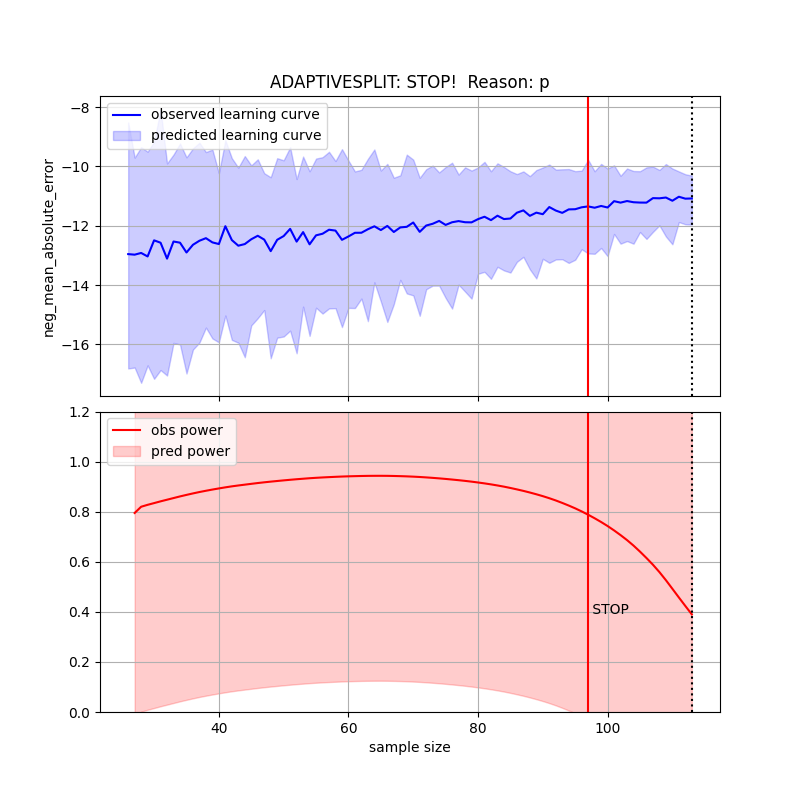 ADAPTIVESPLIT: STOP!  Reason: p
observed learning curve
predicted learning curve
neg_mean_absolute_error
−8
−10
−12
−14
−16
obs power
pred power
1.2
1.0
0.8
0.6
0.4
0.2
0.0
STOP
40 60 80 100
sample size